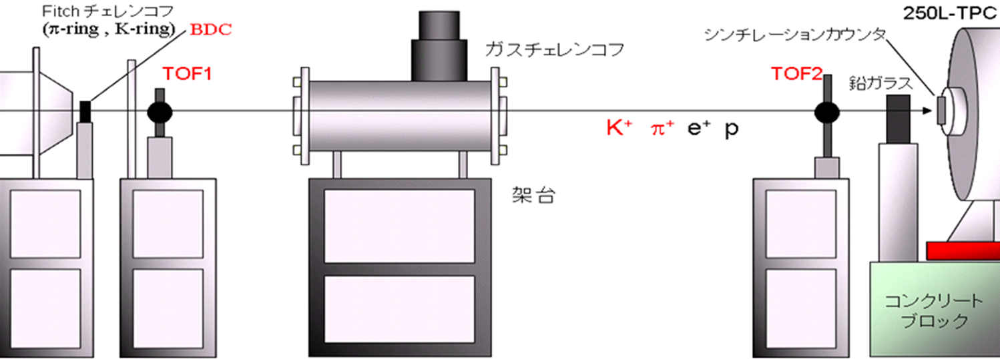 Fitch チェレンコフ
(π-ring , K-ring)
BDC
TOF1
ガスチェレンコフ
250L-TPC
シンチレーションカウンタ
TOF2
鉛ガラス
K+ π+ e+ p
架台
コンクリート
ブロック